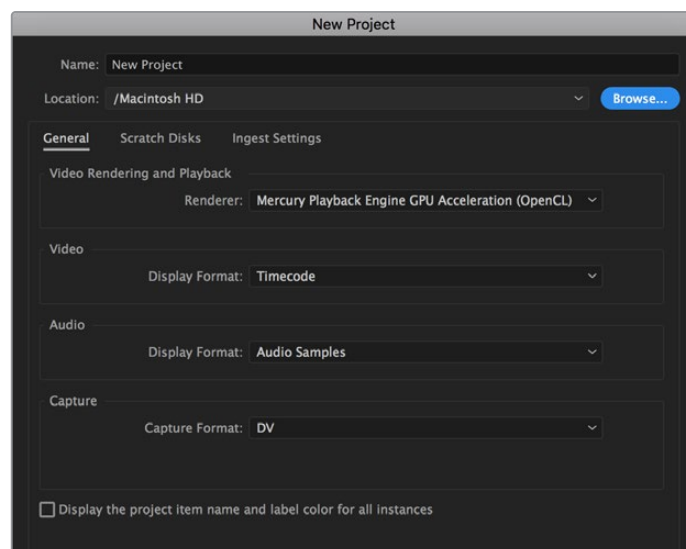 New Project
Name: New Project
Location: /Macintosh HD Browse...
General Scratch Disks Ingest Settings
Video Rendering and Playback
Renderer: Mercury Playback Engine GPU Acceleration (OpenCL)
Video
Display Format: Timecode
Audio
Display Format: Audio Samples
Capture
Capture Format: DV
Display the project item name and label color for all instances